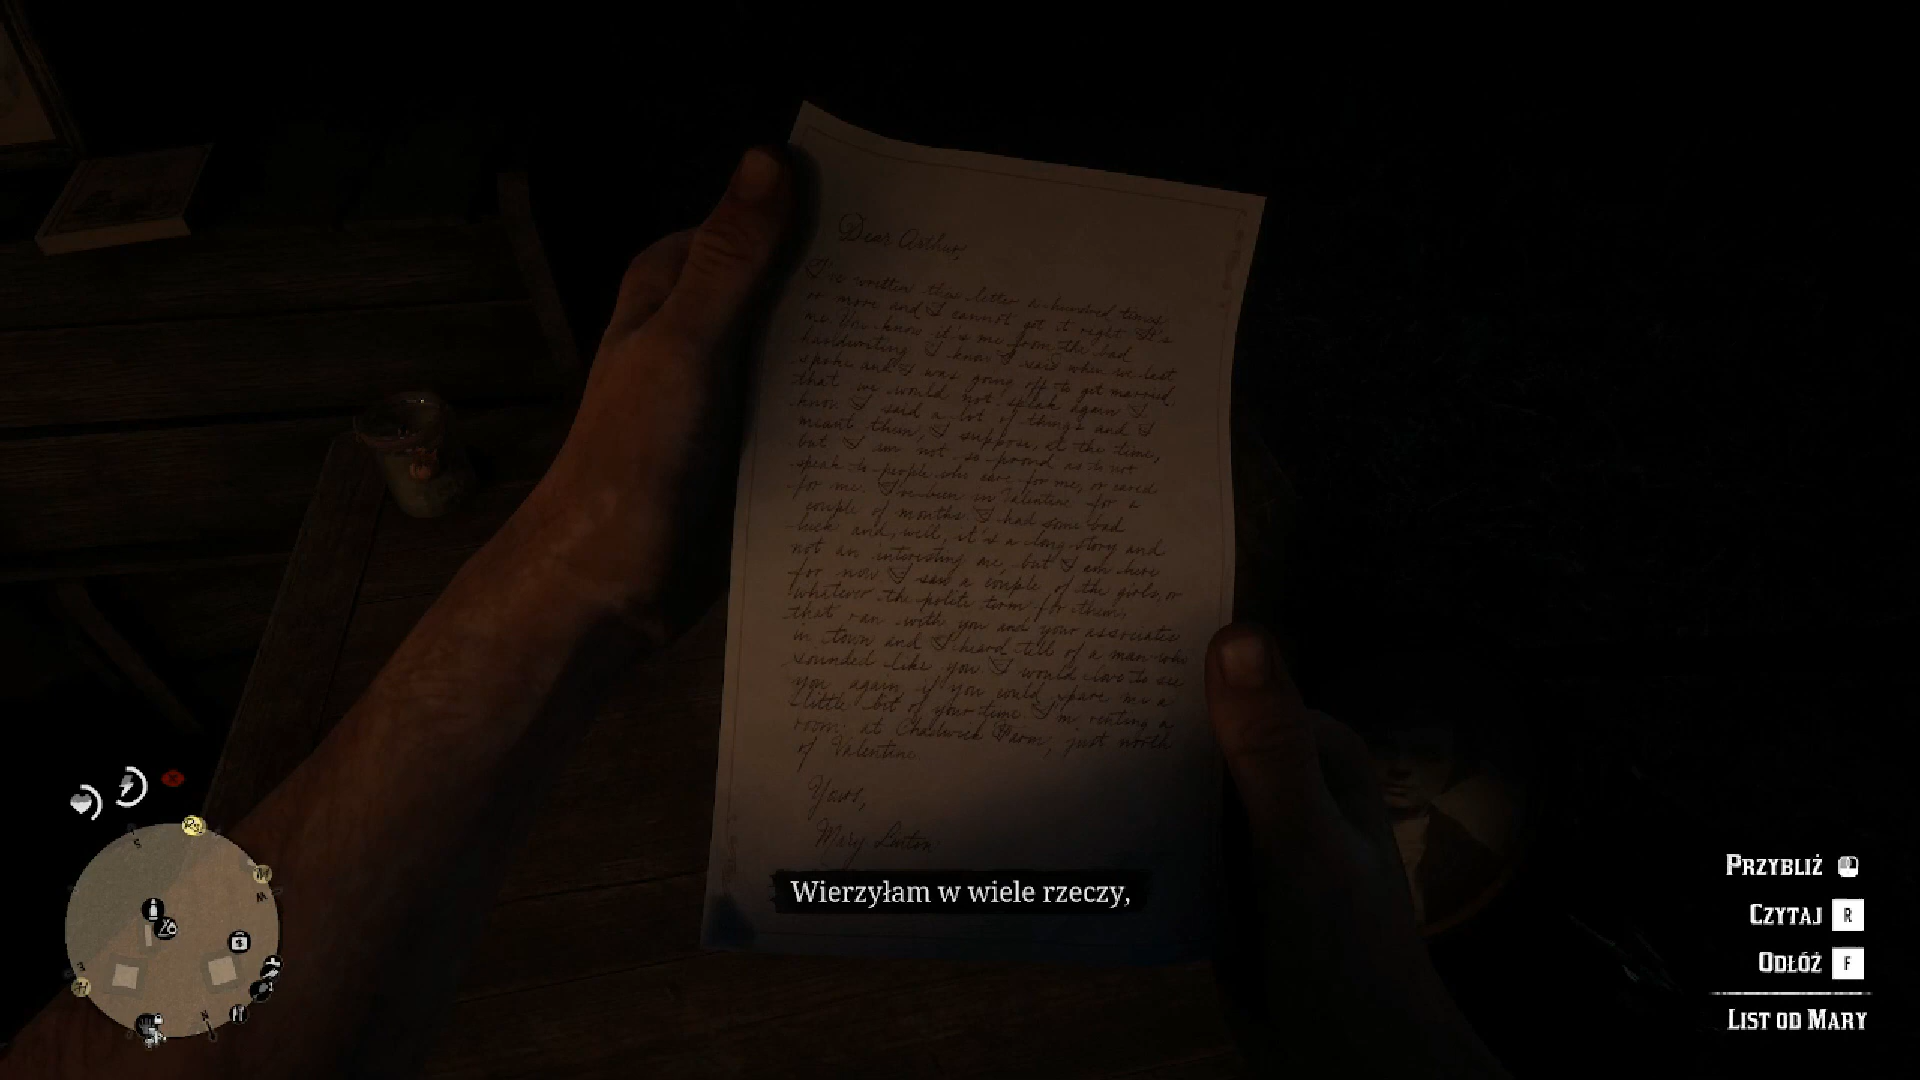 Dear Arthur,
I've written this letter a hundred times
or more and I cannot get it right. It's
me. You know it's me from the bad
handwriting. I know I said when we last
spoke and I was going off to get married,
that we would not speak again. I
know I said a lot of things and I
meant them, I suppose, at the time,
but I am not so proud as to not
speak to people who care for me, or cared
for me. I've been in Valentine for a
couple of months. I had some bad
luck and, well, it's a long story and
not an interesting one, but I am here
for now. I saw a couple of the girls, or
whatever the polite term for them,
that ran with you and your associates
in town and I heard tell of a man who
sounded like you. I would love to see
you again, if you could spare me a
little bit of your time. I'm renting a
room at Chadwick Farm, just north
of Valentine.
Yours,
Mary Linton
Wierzyłam w wiele rzeczy,
Przybliż
Czytaj R
Odłóż F
List od Mary